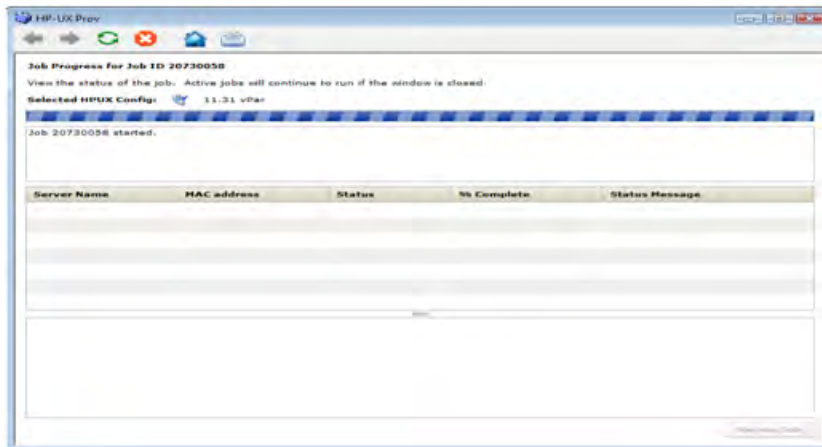 HP-UX Prov
Job Progress for Job ID 20730058
View the status of the job. Active jobs will continue to run if the window is closed.
Selected HPUX Config: 11.31 vPar
Job 20730058 started.
Server Name MAC address Status % Complete Status Message